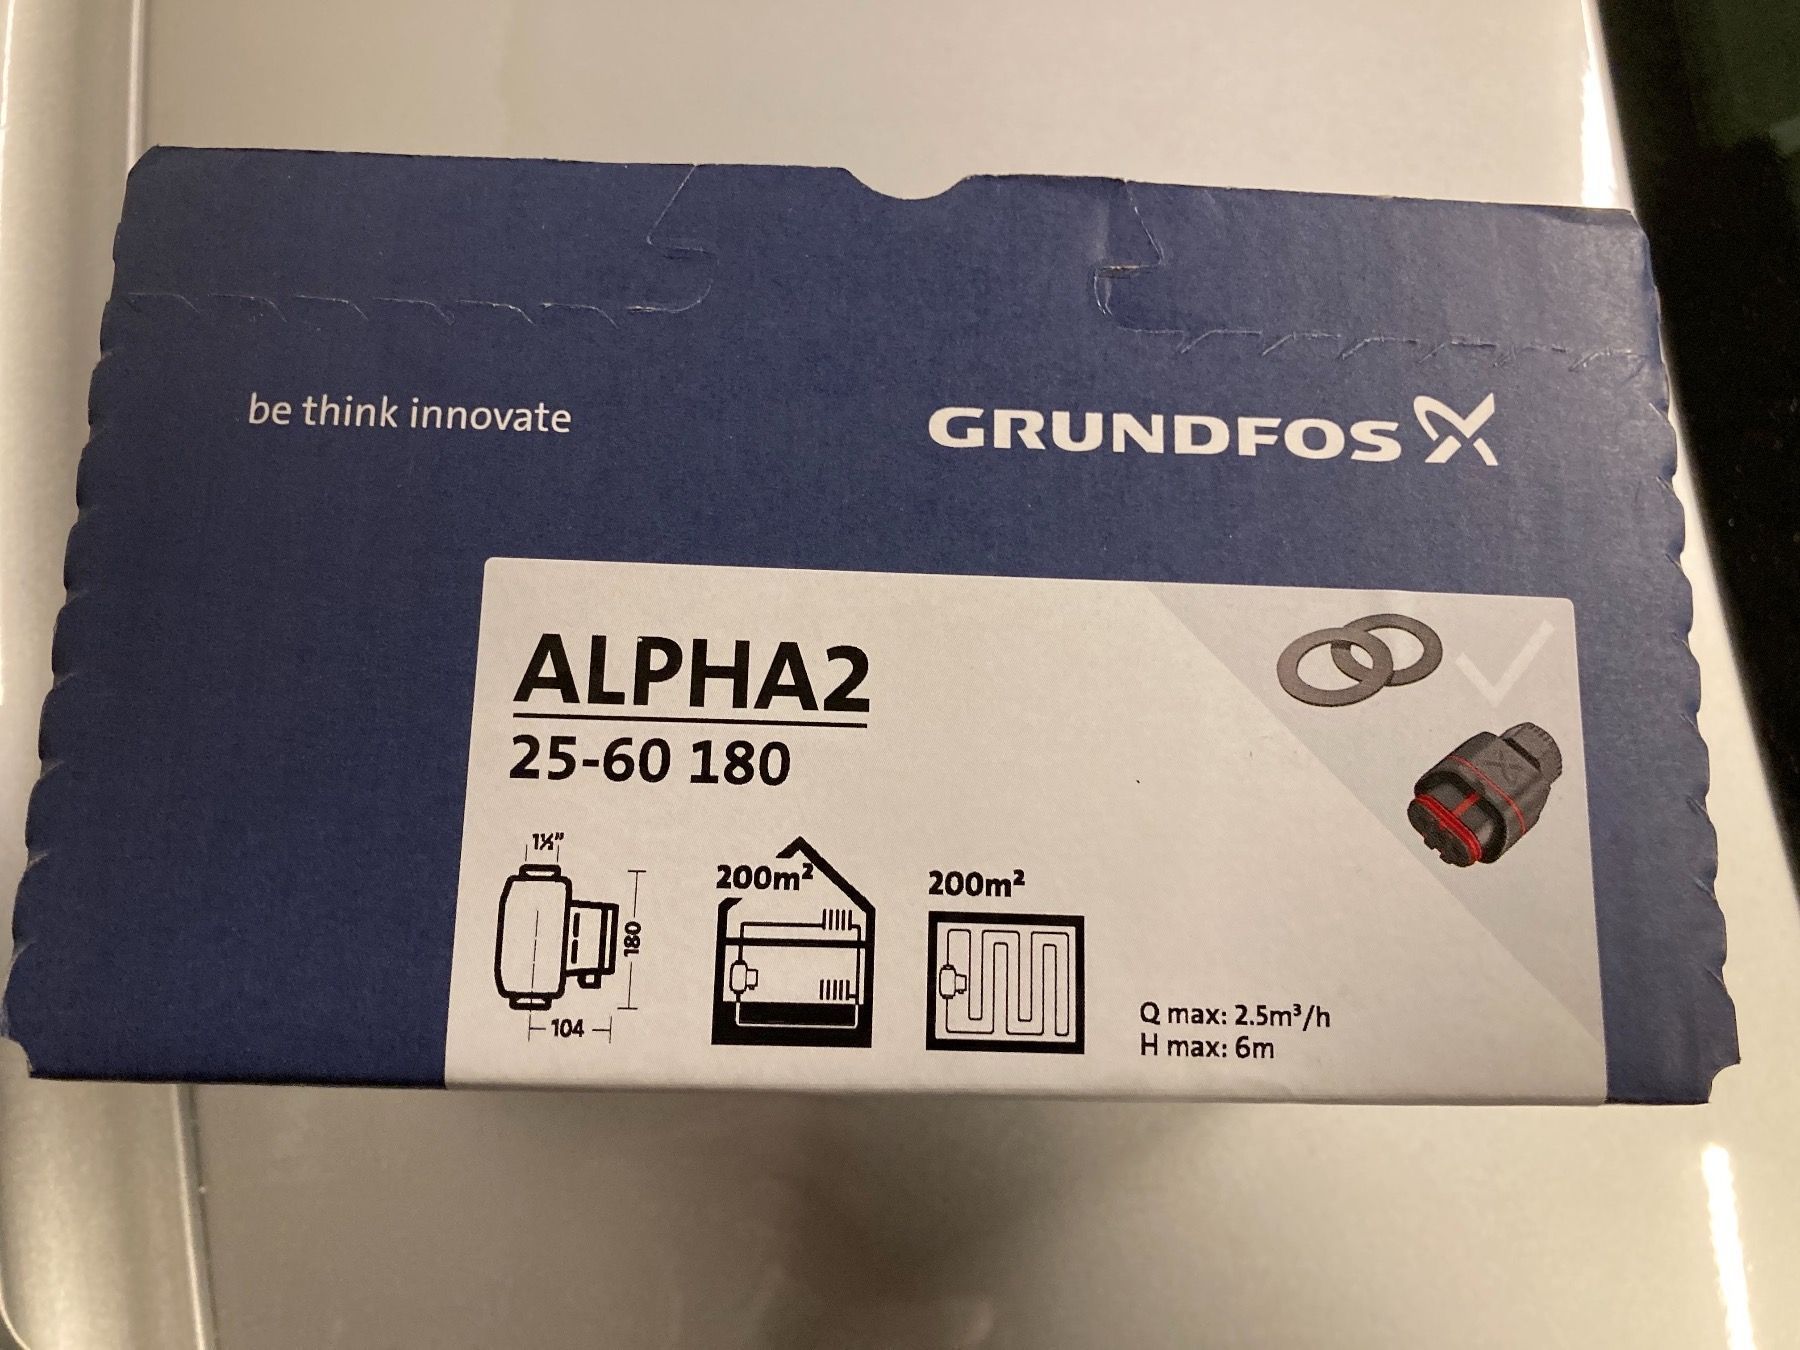 be think innovate
GRUNDFOS
ALPHA2
25-60 180
1½"
180
104
200m²
200m²
Q max: 2.5m³/h
H max: 6m